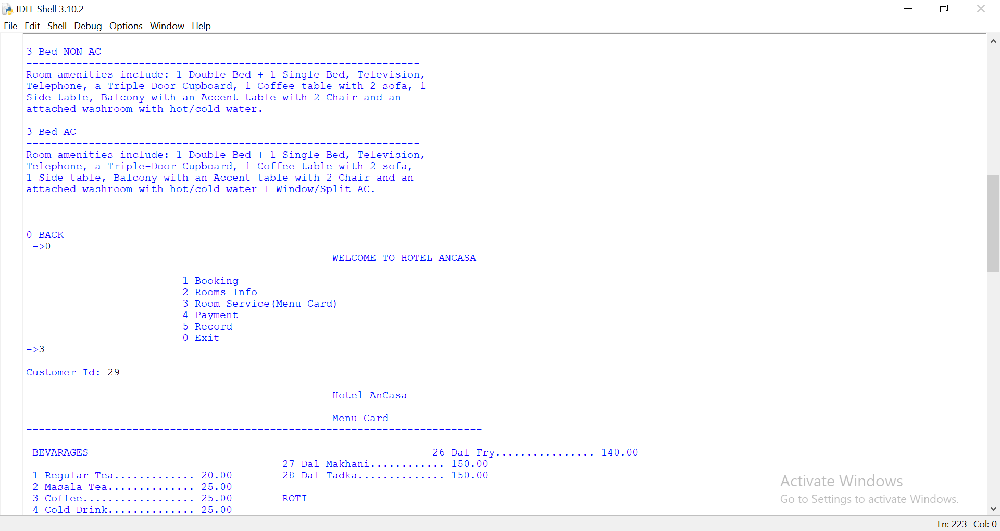 IDLE Shell 3.10.2
File Edit Shell Debug Options Window Help
3-Bed NON-AC
---------------------------------------------------------------
Room amenities include: 1 Double Bed + 1 Single Bed, Television,
Telephone, a Triple-Door Cupboard, 1 Coffee table with 2 sofa, 1
Side table, Balcony with an Accent table with 2 Chair and an
attached washroom with hot/cold water.
3-Bed AC
---------------------------------------------------------------
Room amenities include: 1 Double Bed + 1 Single Bed, Television,
Telephone, a Triple-Door Cupboard, 1 Coffee table with 2 sofa,
1 Side table, Balcony with an Accent table with 2 Chair and an
attached washroom with hot/cold water + Window/Split AC.
0-BACK
->0
WELCOME TO HOTEL ANCASA
1 Booking
2 Rooms Info
3 Room Service(Menu Card)
4 Payment
5 Record
0 Exit
->3
Customer Id: 29
-------------------------------------------------------------------------
Hotel AnCasa
-------------------------------------------------------------------------
Menu Card
-------------------------------------------------------------------------
BEVARAGES 26 Dal Fry................ 140.00
---------------------------------- 27 Dal Makhani............ 150.00
1 Regular Tea............. 20.00 28 Dal Tadka.............. 150.00
2 Masala Tea.............. 25.00
3 Coffee.................. 25.00 ROTI
4 Cold Drink.............. 25.00 ----------------------------------
Activate Windows
Go to Settings to activate Windows.
Ln: 223 Col: 0